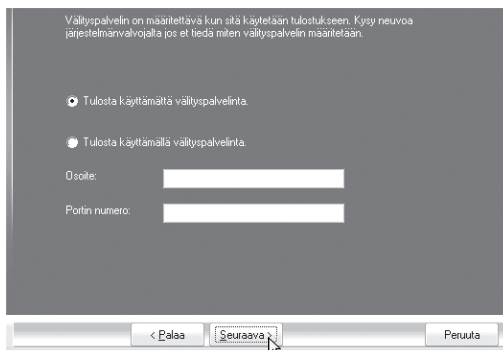 Välityspalvelin on määritettävä kun sitä käytetään tulostukseen. Kysy neuvoa
järjestelmänvalvojalta jos et tiedä miten välityspalvelin määritetään.
Tulosta käyttämättä välityspalvelinta.
Tulosta käyttämällä välityspalvelinta.
Osoite:
Portin numero:
< Palaa Seuraava > Peruuta